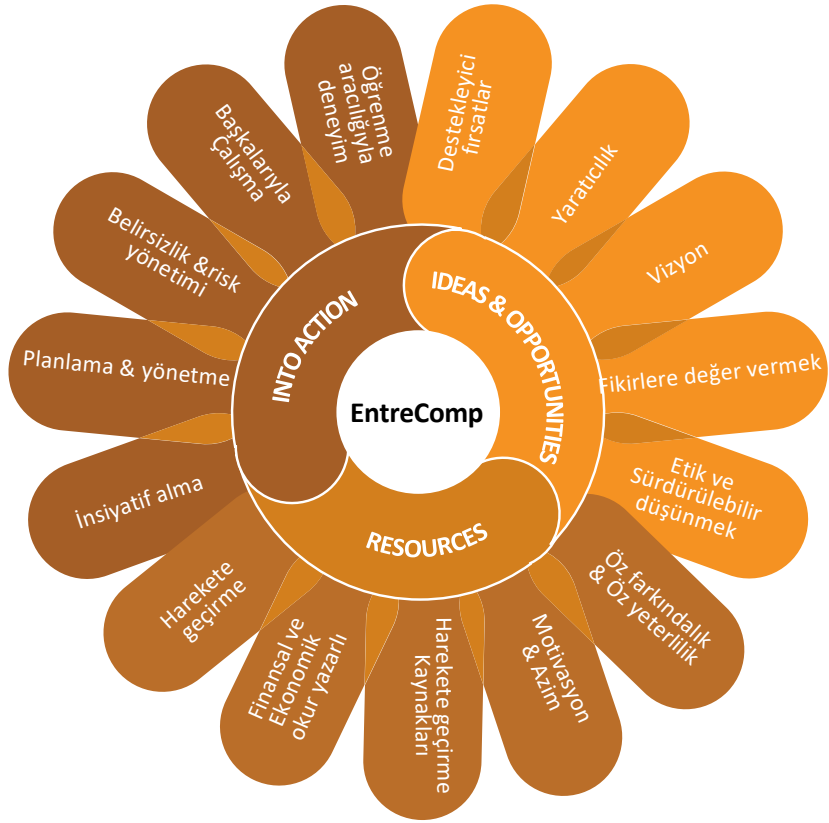 EntreComp
IDEAS & OPPORTUNITIES
RESOURCES
INTO ACTION
Destekleyici
fırsatlar
Yaratıcılık
Vizyon
Fikirlere değer vermek
Etik ve
Sürdürülebilir
düşünmek
Öz farkındalık
& Öz yeterlilik
Motivasyon
& Azim
Harekete geçirme
Kaynakları
Finansal ve
Ekonomik
okur yazarlı
Harekete
geçirme
İnsiyatif alma
Planlama & yönetme
Belirsizlik &risk
yönetimi
Başkalarıyla
Çalışma
Öğrenme
aracılığıyla
deneyim